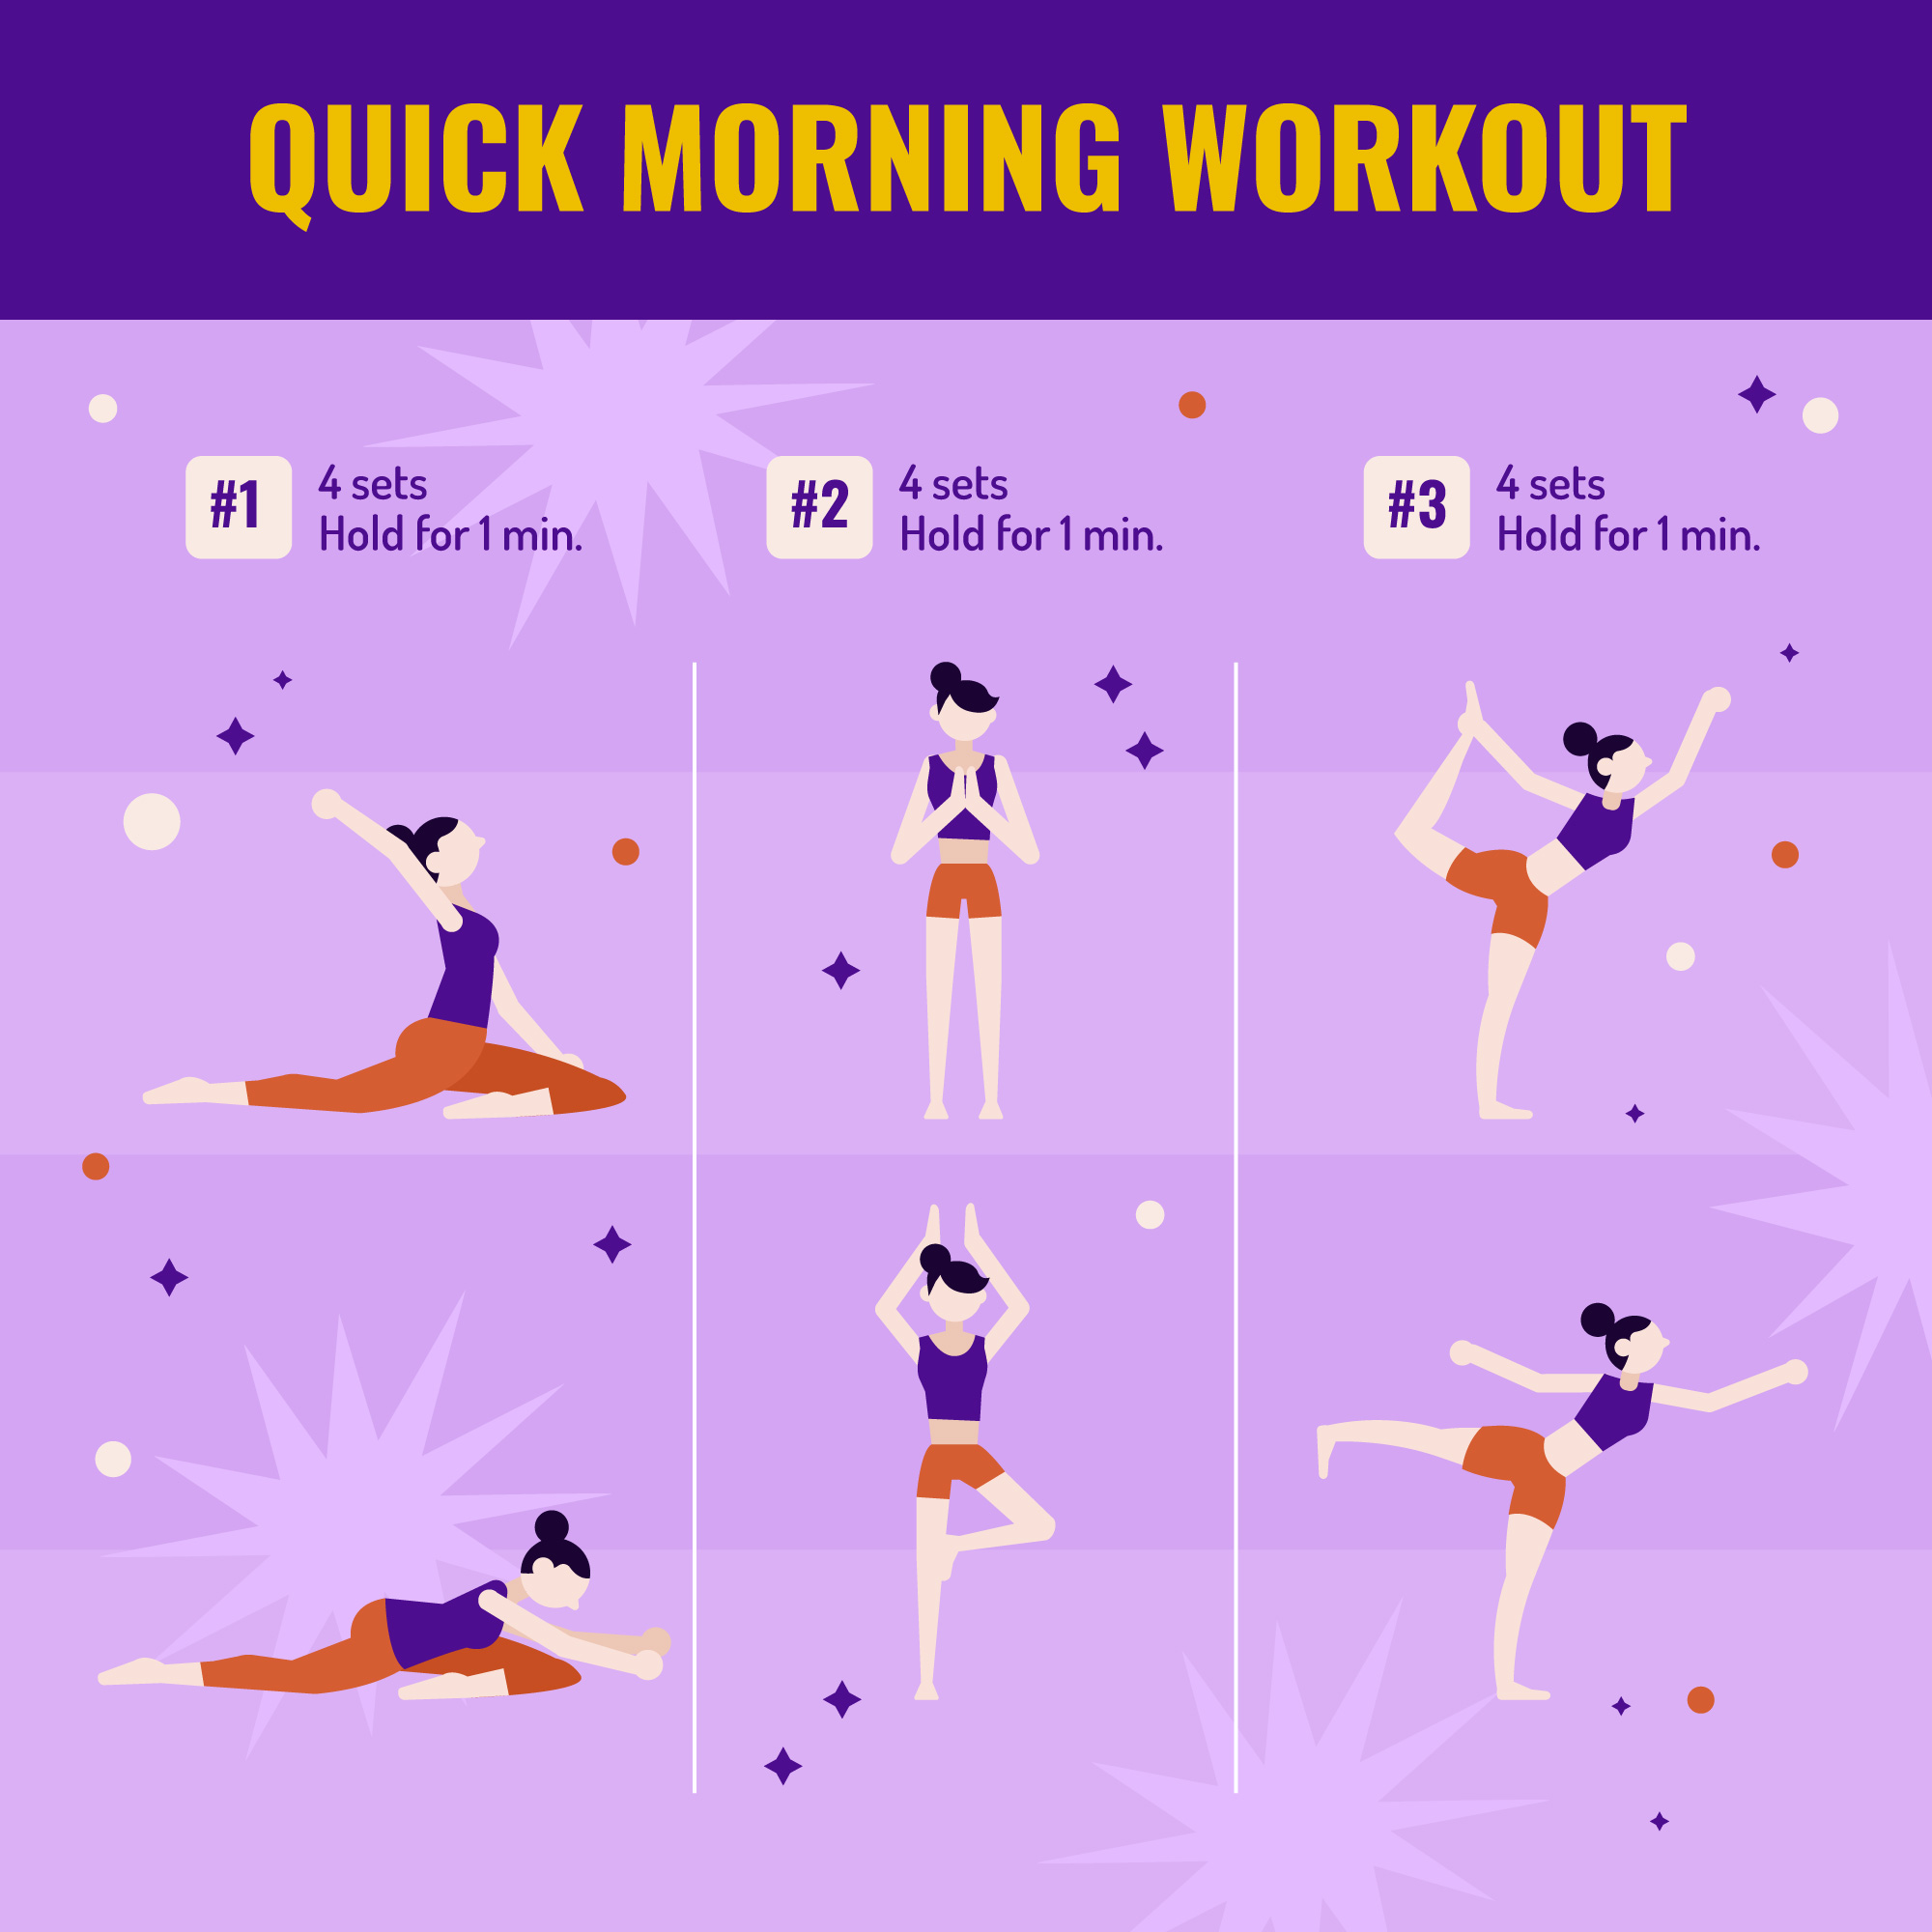 QUICK MORNING WORKOUT
#1
4 sets
Hold for 1 min.
#2
4 sets
Hold for 1 min.
#3
4 sets
Hold for 1 min.